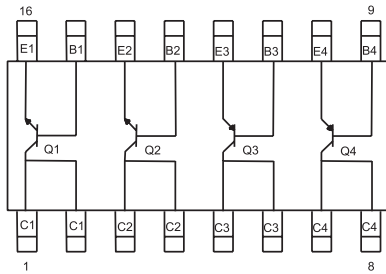 16 9
E1 B1 E2 B2 E3 B3 E4 B4
Q1 Q2 Q3 Q4
C1 C1 C2 C2 C3 C3 C4 C4
1 8